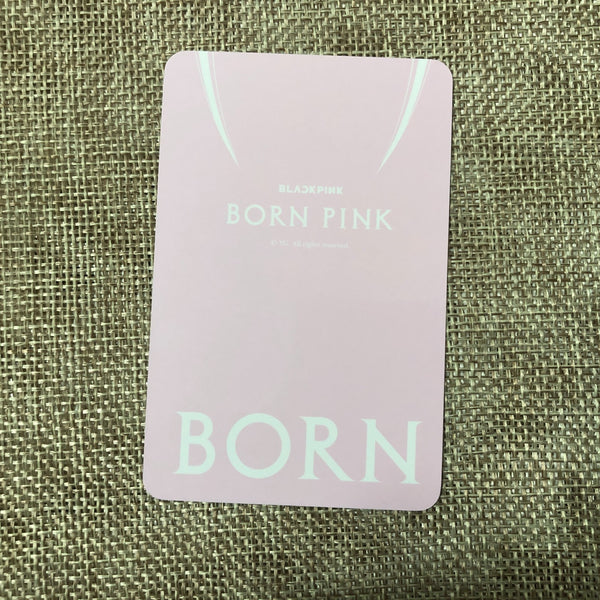 BLACKPINK
BORN PINK
© YG. All rights reserved.
BORN